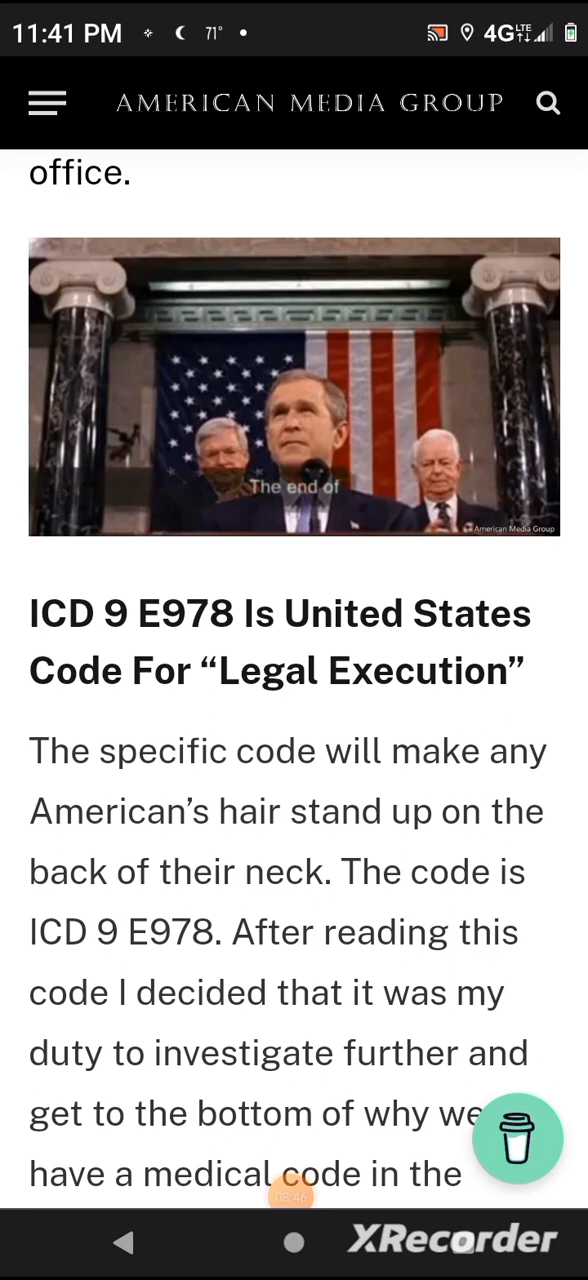 11:41 PM 71° 4G LTE
AMERICAN MEDIA GROUP
office.
The end of
American Media Group
ICD 9 E978 Is United States
Code For “Legal Execution”
The specific code will make any
American’s hair stand up on the
back of their neck. The code is
ICD 9 E978. After reading this
code I decided that it was my
duty to investigate further and
get to the bottom of why we
have a medical code in the
08:46
XRecorder